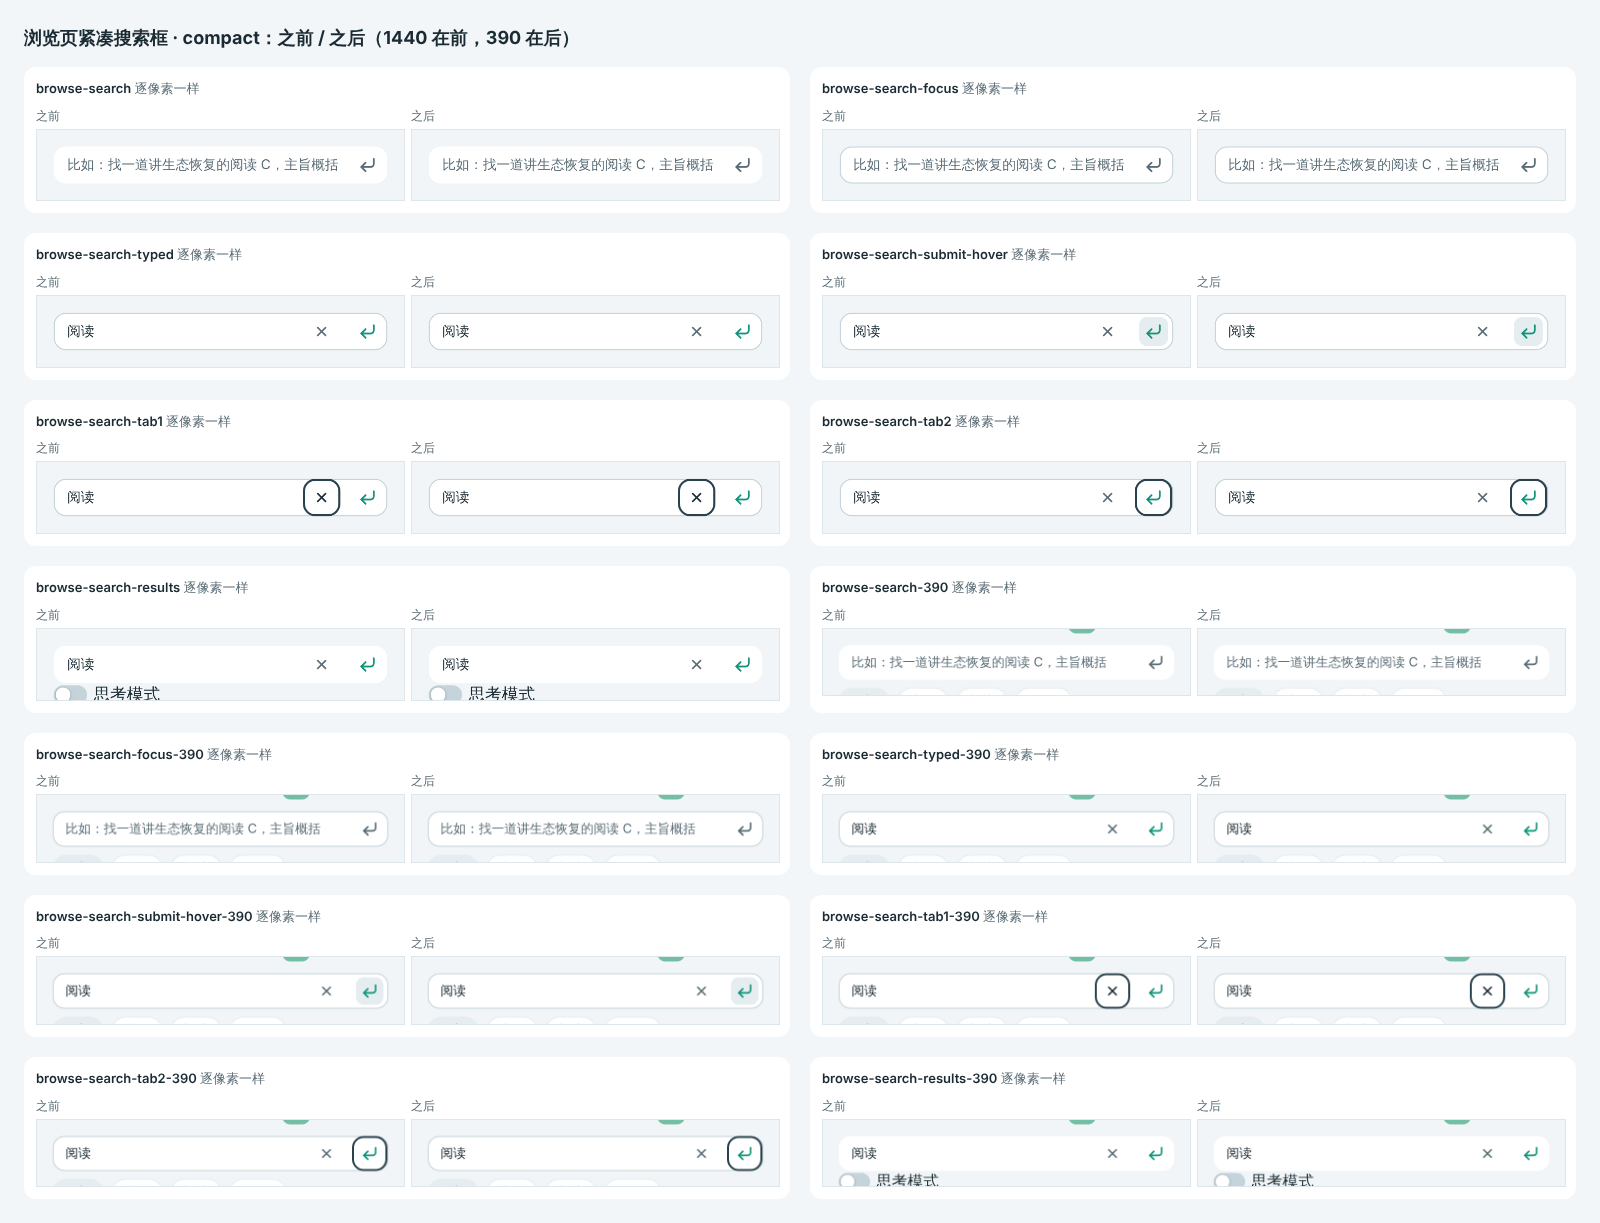 浏览页紧凑搜索框 · compact：之前 / 之后（1440 在前，390 在后）
browse-search 逐像素一样
之前 之后
比如：找一道讲生态恢复的阅读 C，主旨概括 比如：找一道讲生态恢复的阅读 C，主旨概括
browse-search-focus 逐像素一样
之前 之后
比如：找一道讲生态恢复的阅读 C，主旨概括 比如：找一道讲生态恢复的阅读 C，主旨概括
browse-search-typed 逐像素一样
之前 之后
阅读 阅读
browse-search-submit-hover 逐像素一样
之前 之后
阅读 阅读
browse-search-tab1 逐像素一样
之前 之后
阅读 阅读
browse-search-tab2 逐像素一样
之前 之后
阅读 阅读
browse-search-results 逐像素一样
之前 之后
阅读 阅读
思考模式 思考模式
browse-search-390 逐像素一样
之前 之后
比如：找一道讲生态恢复的阅读 C，主旨概括 比如：找一道讲生态恢复的阅读 C，主旨概括
browse-search-focus-390 逐像素一样
之前 之后
比如：找一道讲生态恢复的阅读 C，主旨概括 比如：找一道讲生态恢复的阅读 C，主旨概括
browse-search-typed-390 逐像素一样
之前 之后
阅读 阅读
browse-search-submit-hover-390 逐像素一样
之前 之后
阅读 阅读
browse-search-tab1-390 逐像素一样
之前 之后
阅读 阅读
browse-search-tab2-390 逐像素一样
之前 之后
阅读 阅读
browse-search-results-390 逐像素一样
之前 之后
阅读 阅读
思考模式 思考模式